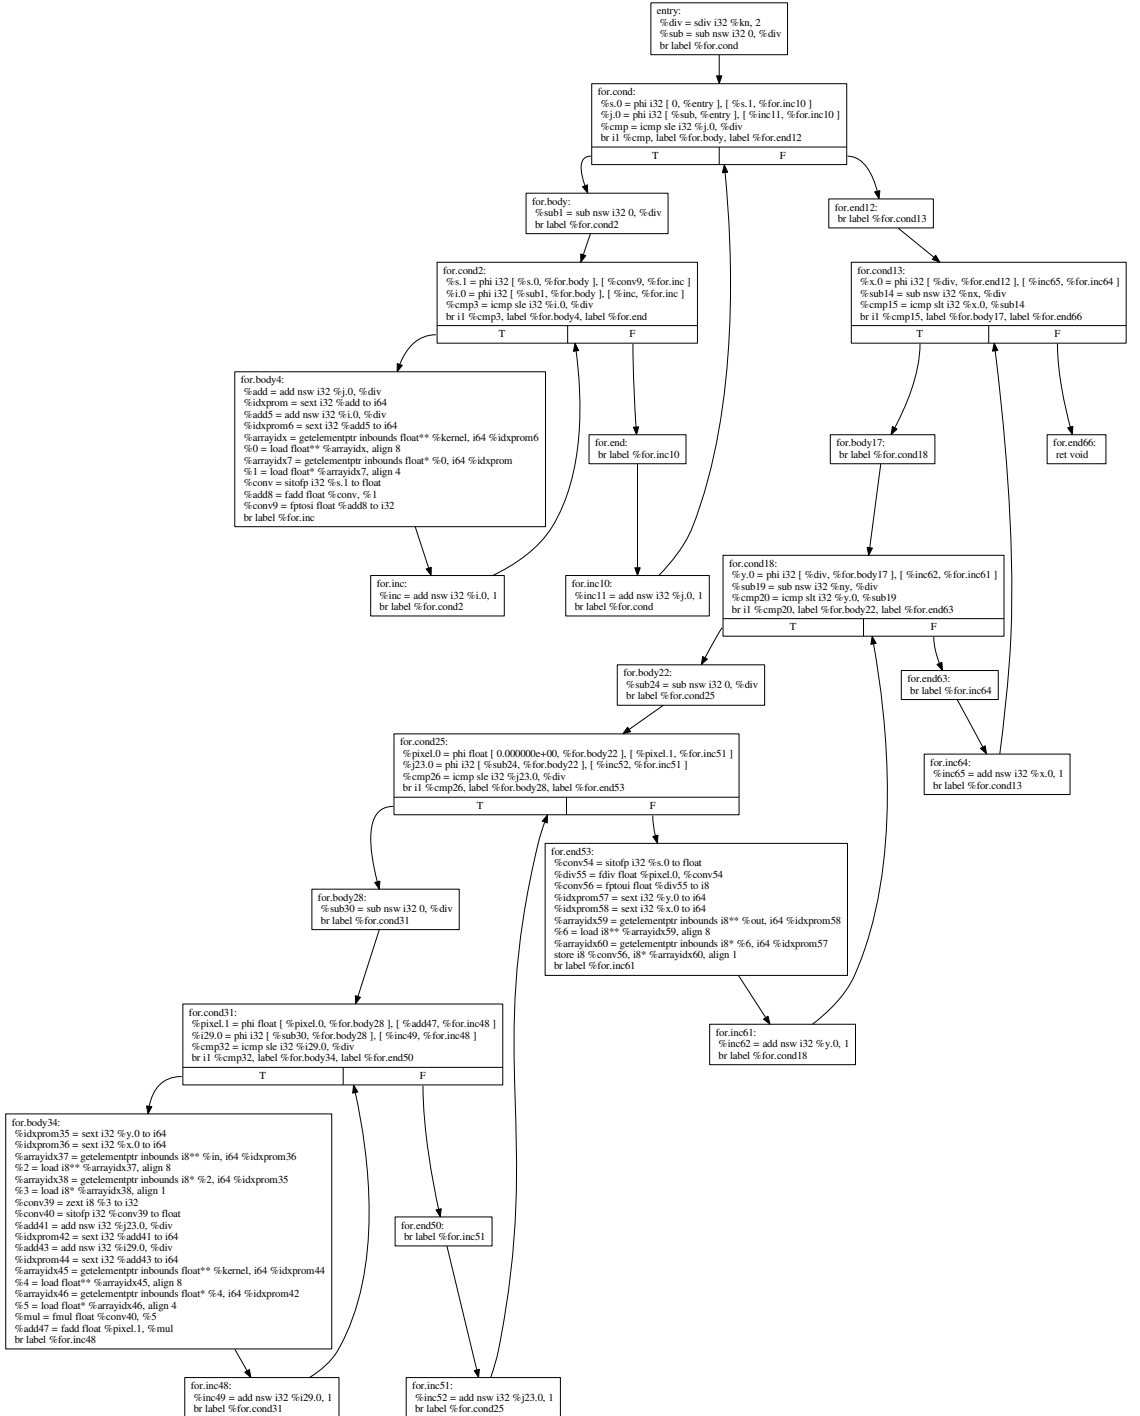 entry:
%div = sdiv i32 %kn, 2
%sub = sub nsw i32 0, %div
br label %for.cond
for.cond:
%s.0 = phi i32 [ 0, %entry ], [ %s.1, %for.inc10 ]
%j.0 = phi i32 [ %sub, %entry ], [ %inc11, %for.inc10 ]
%cmp = icmp sle i32 %j.0, %div
br i1 %cmp, label %for.body, label %for.end12
T F
for.body:
%sub1 = sub nsw i32 0, %div
br label %for.cond2
for.end12:
br label %for.cond13
for.cond2:
%s.1 = phi i32 [ %s.0, %for.body ], [ %conv9, %for.inc ]
%i.0 = phi i32 [ %sub1, %for.body ], [ %inc, %for.inc ]
%cmp3 = icmp sle i32 %i.0, %div
br i1 %cmp3, label %for.body4, label %for.end
T F
for.cond13:
%x.0 = phi i32 [ %div, %for.end12 ], [ %inc65, %for.inc64 ]
%sub14 = sub nsw i32 %nx, %div
%cmp15 = icmp slt i32 %x.0, %sub14
br i1 %cmp15, label %for.body17, label %for.end66
T F
for.body4:
%add = add nsw i32 %j.0, %div
%idxprom = sext i32 %add to i64
%add5 = add nsw i32 %i.0, %div
%idxprom6 = sext i32 %add5 to i64
%arrayidx = getelementptr inbounds float** %kernel, i64 %idxprom6
%0 = load float** %arrayidx, align 8
%arrayidx7 = getelementptr inbounds float* %0, i64 %idxprom
%1 = load float* %arrayidx7, align 4
%conv = sitofp i32 %s.1 to float
%add8 = fadd float %conv, %1
%conv9 = fptosi float %add8 to i32
br label %for.inc
for.end:
br label %for.inc10
for.body17:
br label %for.cond18
for.end66:
ret void
for.inc:
%inc = add nsw i32 %i.0, 1
br label %for.cond2
for.inc10:
%inc11 = add nsw i32 %j.0, 1
br label %for.cond
for.cond18:
%y.0 = phi i32 [ %div, %for.body17 ], [ %inc62, %for.inc61 ]
%sub19 = sub nsw i32 %ny, %div
%cmp20 = icmp slt i32 %y.0, %sub19
br i1 %cmp20, label %for.body22, label %for.end63
T F
for.body22:
%sub24 = sub nsw i32 0, %div
br label %for.cond25
for.end63:
br label %for.inc64
for.cond25:
%pixel.0 = phi float [ 0.000000e+00, %for.body22 ], [ %pixel.1, %for.inc51 ]
%j23.0 = phi i32 [ %sub24, %for.body22 ], [ %inc52, %for.inc51 ]
%cmp26 = icmp sle i32 %j23.0, %div
br i1 %cmp26, label %for.body28, label %for.end53
T F
for.inc64:
%inc65 = add nsw i32 %x.0, 1
br label %for.cond13
for.body28:
%sub30 = sub nsw i32 0, %div
br label %for.cond31
for.end53:
%conv54 = sitofp i32 %s.0 to float
%div55 = fdiv float %pixel.0, %conv54
%conv56 = fptoui float %div55 to i8
%idxprom57 = sext i32 %y.0 to i64
%idxprom58 = sext i32 %x.0 to i64
%arrayidx59 = getelementptr inbounds i8** %out, i64 %idxprom58
%6 = load i8** %arrayidx59, align 8
%arrayidx60 = getelementptr inbounds i8* %6, i64 %idxprom57
store i8 %conv56, i8* %arrayidx60, align 1
br label %for.inc61
for.cond31:
%pixel.1 = phi float [ %pixel.0, %for.body28 ], [ %add47, %for.inc48 ]
%i29.0 = phi i32 [ %sub30, %for.body28 ], [ %inc49, %for.inc48 ]
%cmp32 = icmp sle i32 %i29.0, %div
br i1 %cmp32, label %for.body34, label %for.end50
T F
for.inc61:
%inc62 = add nsw i32 %y.0, 1
br label %for.cond18
for.body34:
%idxprom35 = sext i32 %y.0 to i64
%idxprom36 = sext i32 %x.0 to i64
%arrayidx37 = getelementptr inbounds i8** %in, i64 %idxprom36
%2 = load i8** %arrayidx37, align 8
%arrayidx38 = getelementptr inbounds i8* %2, i64 %idxprom35
%3 = load i8* %arrayidx38, align 1
%conv39 = zext i8 %3 to i32
%conv40 = sitofp i32 %conv39 to float
%add41 = add nsw i32 %j23.0, %div
%idxprom42 = sext i32 %add41 to i64
%add43 = add nsw i32 %i29.0, %div
%idxprom44 = sext i32 %add43 to i64
%arrayidx45 = getelementptr inbounds float** %kernel, i64 %idxprom44
%4 = load float** %arrayidx45, align 8
%arrayidx46 = getelementptr inbounds float* %4, i64 %idxprom42
%5 = load float* %arrayidx46, align 4
%mul = fmul float %conv40, %5
%add47 = fadd float %pixel.1, %mul
br label %for.inc48
for.end50:
br label %for.inc51
for.inc48:
%inc49 = add nsw i32 %i29.0, 1
br label %for.cond31
for.inc51:
%inc52 = add nsw i32 %j23.0, 1
br label %for.cond25